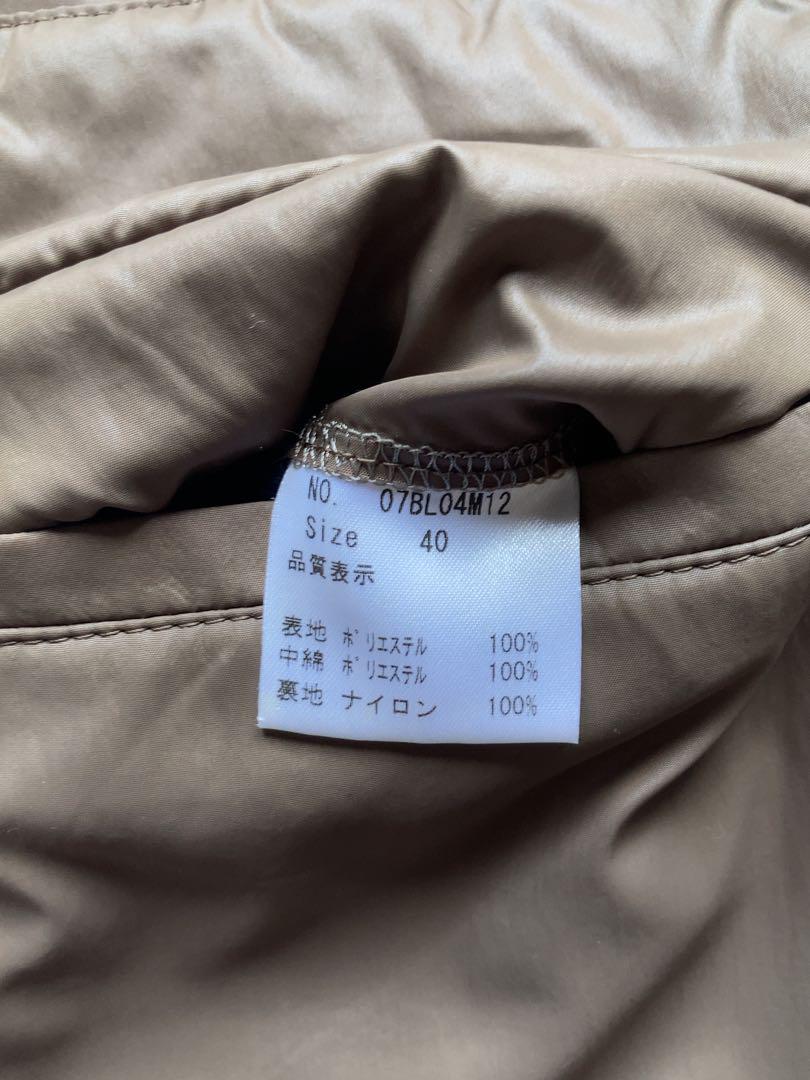 NO. 07BL04M12
Size 40
品質表示
表地 ポリエステル 100%
中綿 ポリエステル 100%
裏地 ナイロン 100%